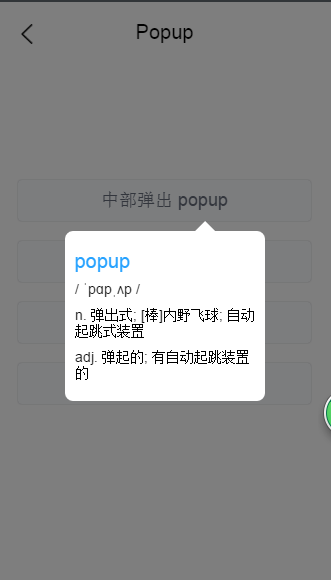 Popup
中部弹出 popup
popup
/ ˈpɑpˌʌp /
n. 弹出式; [棒]内野飞球; 自动
起跳式装置
adj. 弹起的; 有自动起跳装置
的